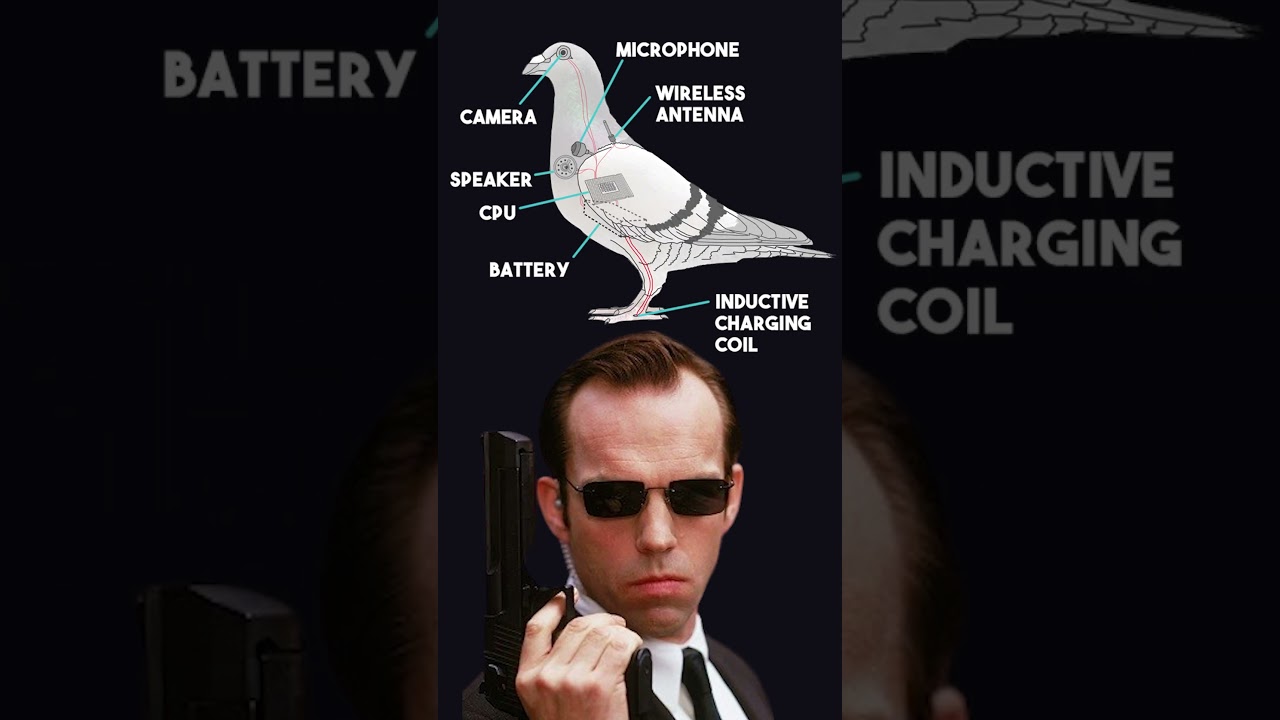 MICROPHONE
WIRELESS
ANTENNA
CAMERA
SPEAKER
CPU
BATTERY
INDUCTIVE
CHARGING
COIL
BATTERY
INDUCTIVE
CHARGING
COIL